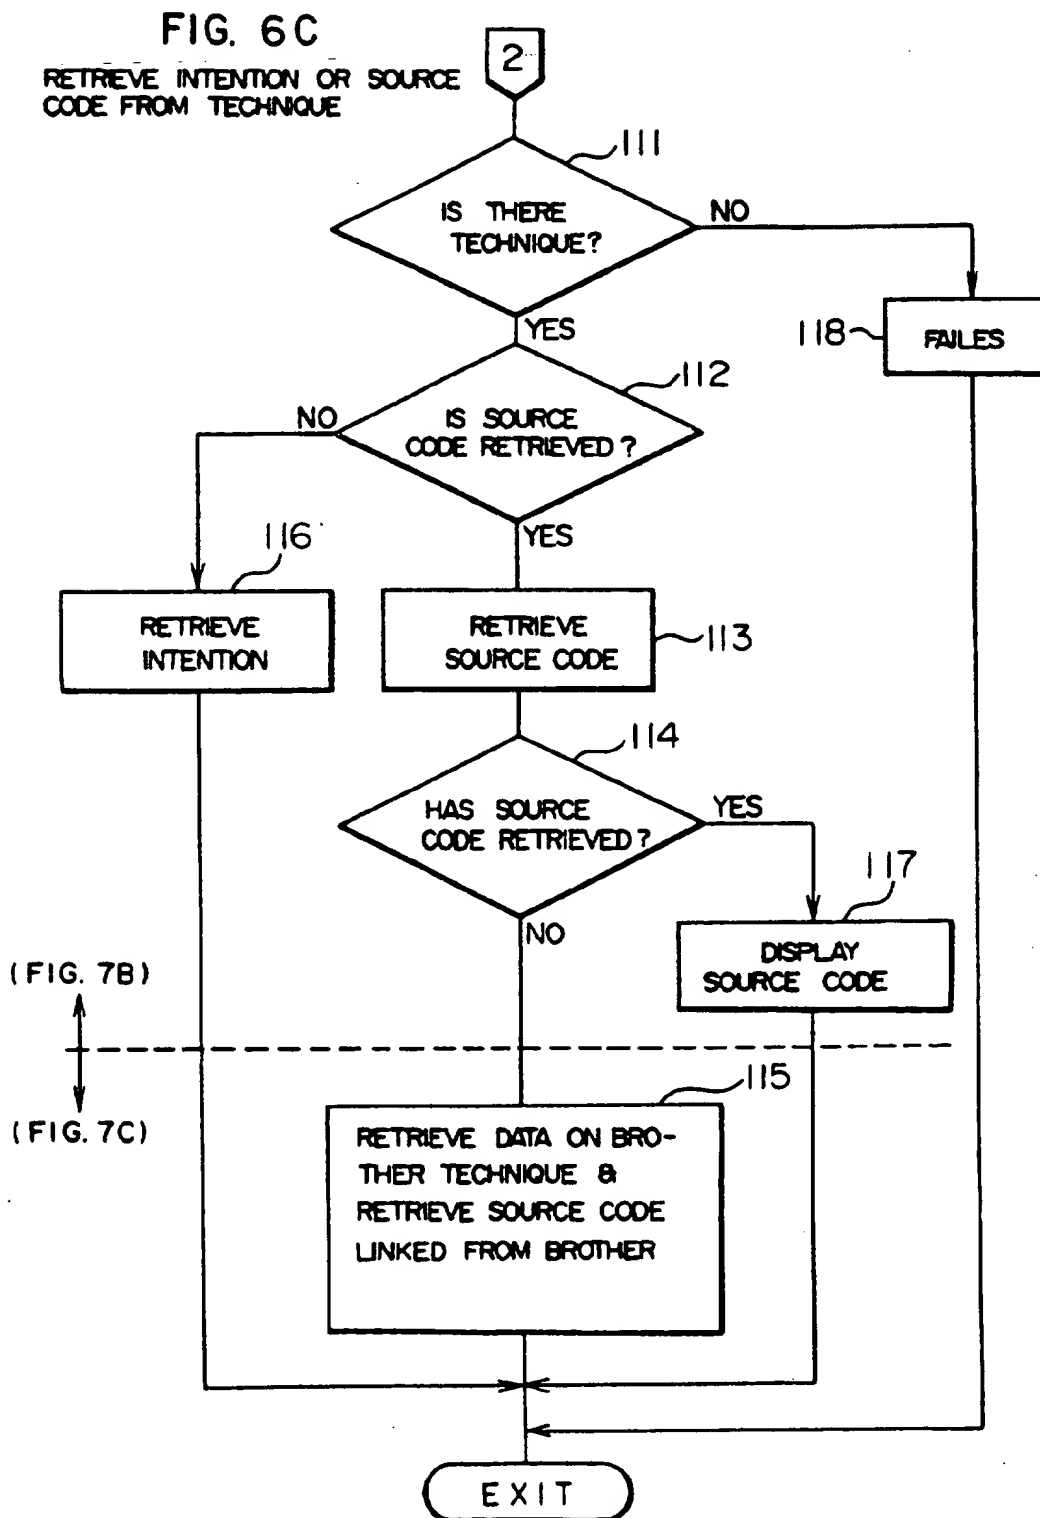 FIG. 6C
RETRIEVE INTENTION OR SOURCE
CODE FROM TECHNIQUE
2
111
IS THERE
TECHNIQUE?
NO
YES
118
FAILES
112
IS SOURCE
CODE RETRIEVED?
NO
YES
116
RETRIEVE
INTENTION
RETRIEVE
SOURCE CODE
113
114
HAS SOURCE
CODE RETRIEVED?
YES
NO
117
DISPLAY
SOURCE CODE
(FIG. 7B)
(FIG. 7C)
115
RETRIEVE DATA ON BRO-
THER TECHNIQUE &
RETRIEVE SOURCE CODE
LINKED FROM BROTHER
EXIT